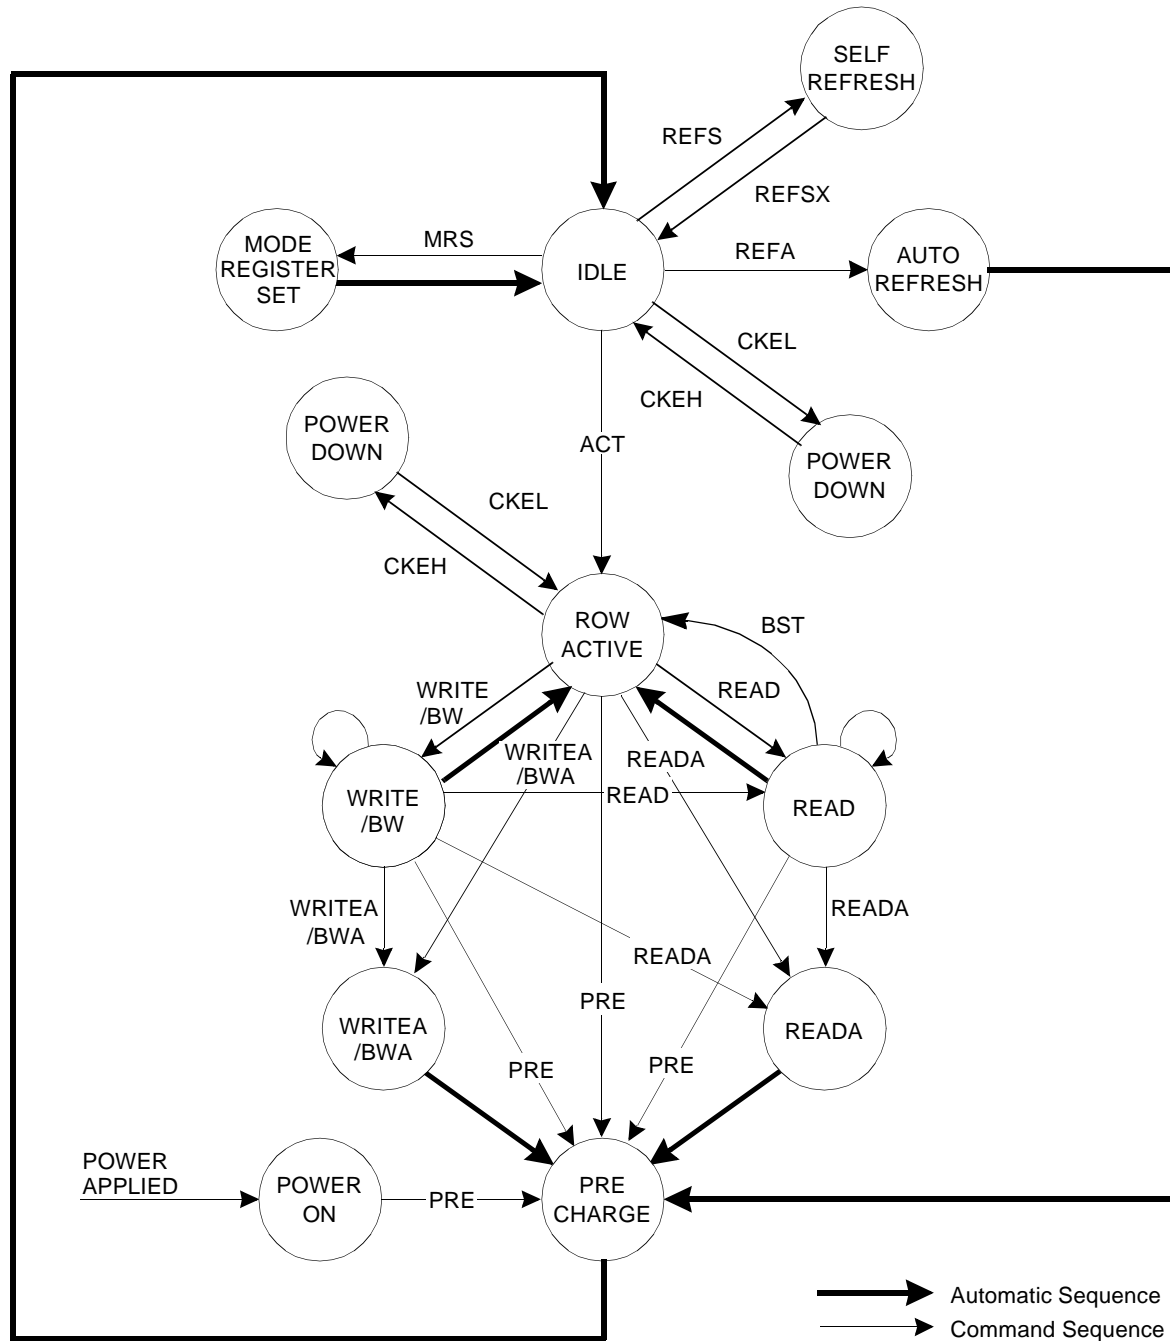 SELF
REFRESH
REFS
REFSX
MODE
REGISTER
SET
MRS
IDLE
REFA
AUTO
REFRESH
CKEL
CKEH
POWER
DOWN
POWER
DOWN
ACT
CKEL
CKEH
ROW
ACTIVE
BST
WRITE
/BW
READ
WRITEA
/BWA
READA
READ
WRITE
/BW
READ
WRITEA
/BWA
READA
READA
WRITEA
/BWA
PRE
READA
PRE
PRE
POWER
APPLIED
POWER
ON
PRE
PRE
CHARGE
Automatic Sequence
Command Sequence